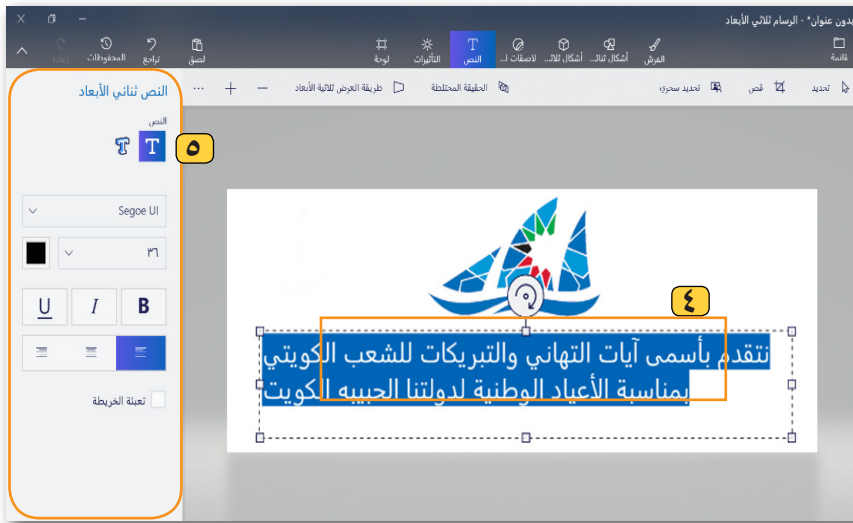 بدون عنوان* - الرسام ثلاثي الأبعاد
قائمة
الفرش
أشكال ثنائ...
أشكال ثلاث...
لاصقات ا...
النص
التأثيرات
لوحة
لصق
تراجع
المحفوظات
إعادة
تحديد
قص
تحديد سحري
الحقيقة المختلطة
طريقة العرض ثلاثية الأبعاد
النص ثنائي الأبعاد
النص
T T
٥
Segoe UI
٣٦
B I U
تعبئة الخريطة
٤
نتقدم بأسمى آيات التهاني والتبريكات للشعب الكويتي
بمناسبة الأعياد الوطنية لدولتنا الحبيبه الكويت